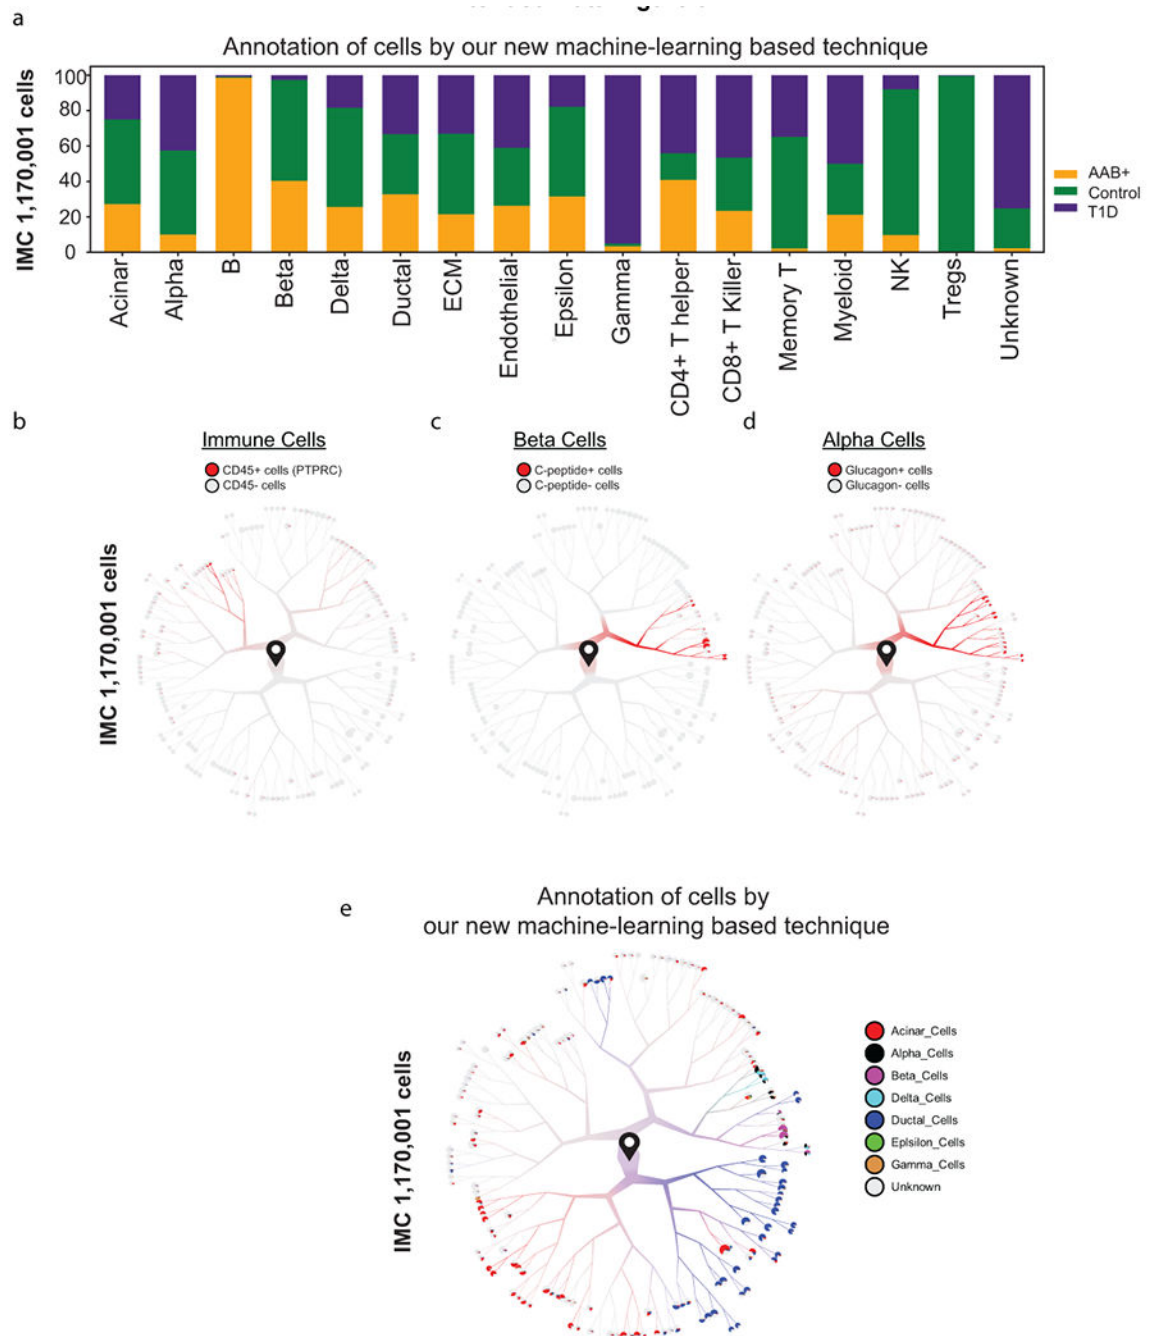 a
Annotation of cells by our new machine-learning based technique
IMC 1,170,001 cells
100
80
60
40
20
0
AAB+
Control
T1D
Acinar
Alpha
B
Beta
Delta
Ductal
ECM
Endothelial
Epsilon
Gamma
CD4+ T helper
CD8+ T Killer
Memory T
Myeloid
NK
Tregs
Unknown
b
Immune Cells
CD45+ cells (PTPRC)
CD45- cells
c
Beta Cells
C-peptide+ cells
C-peptide- cells
d
Alpha Cells
Glucagon+ cells
Glucagon- cells
IMC 1,170,001 cells
e
Annotation of cells by
our new machine-learning based technique
IMC 1,170,001 cells
Acinar_Cells
Alpha_Cells
Beta_Cells
Delta_Cells
Ductal_Cells
Eplsilon_Cells
Gamma_Cells
Unknown